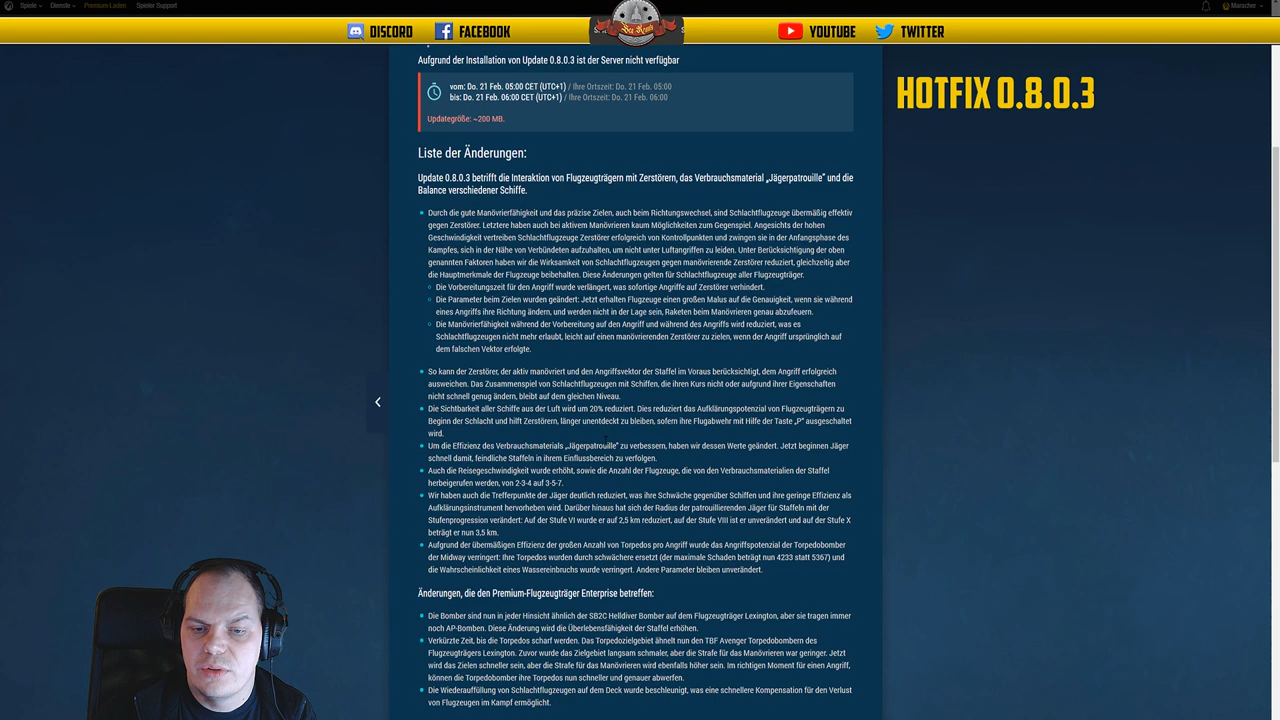 Spiele
Dienste
Premium-Laden
Spieler Support
Maracher
DISCORD
FACEBOOK
YOUTUBE
TWITTER
HOTFIX 0.8.0.3
Aufgrund der Installation von Update 0.8.0.3 ist der Server nicht verfügbar
vom: Do. 21 Feb. 05:00 CET (UTC+1) / Ihre Ortszeit: Do. 21 Feb. 05:00
bis: Do. 21 Feb. 06:00 CET (UTC+1) / Ihre Ortszeit: Do. 21 Feb. 06:00
Updategröße: ~200 MB.
Liste der Änderungen:
Update 0.8.0.3 betrifft die Interaktion von Flugzeugträgern mit Zerstörern, das Verbrauchsmaterial „Jägerpatrouille“ und die
Balance verschiedener Schiffe.
Durch die gute Manövrierfähigkeit und das präzise Zielen, auch beim Richtungswechsel, sind Schlachtflugzeuge übermäßig effektiv
gegen Zerstörer. Letztere haben auch bei aktivem Manövrieren kaum Möglichkeiten zum Gegenspiel. Angesichts der hohen
Geschwindigkeit vertreiben Schlachtflugzeuge Zerstörer erfolgreich von Kontrollpunkten und zwingen sie in der Anfangsphase des
Kampfes, sich in der Nähe von Verbündeten aufzuhalten, um nicht unter Luftangriffen zu leiden. Unter Berücksichtigung der oben
genannten Faktoren haben wir die Wirksamkeit von Schlachtflugzeugen gegen manövrierende Zerstörer reduziert, gleichzeitig aber
die Hauptmerkmale der Flugzeuge beibehalten. Diese Änderungen gelten für Schlachtflugzeuge aller Flugzeugträger.
Die Vorbereitungszeit für den Angriff wurde verlängert, was sofortige Angriffe auf Zerstörer verhindert.
Die Parameter beim Zielen wurden geändert: Jetzt erhalten Flugzeuge einen großen Malus auf die Genauigkeit, wenn sie während
eines Angriffs ihre Richtung ändern, und werden nicht in der Lage sein, Raketen beim Manövrieren genau abzufeuern.
Die Manövrierfähigkeit während der Vorbereitung auf den Angriff und während des Angriffs wird reduziert, was es
Schlachtflugzeugen nicht mehr erlaubt, leicht auf einen manövrierenden Zerstörer zu zielen, wenn der Angriff ursprünglich auf
dem falschen Vektor erfolgte.
So kann der Zerstörer, der aktiv manövriert und den Angriffsvektor der Staffel im Voraus berücksichtigt, dem Angriff erfolgreich
ausweichen. Das Zusammenspiel von Schlachtflugzeugen mit Schiffen, die ihren Kurs nicht oder aufgrund ihrer Eigenschaften
nicht schnell genug ändern, bleibt auf dem gleichen Niveau.
Die Sichtbarkeit aller Schiffe aus der Luft wird um 20% reduziert. Dies reduziert das Aufklärungspotenzial von Flugzeugträgern zu
Beginn der Schlacht und hilft Zerstörern, länger unentdeckt zu bleiben, sofern ihre Flugabwehr mit Hilfe der Taste „P“ ausgeschaltet
wird.
Um die Effizienz des Verbrauchsmaterials „Jägerpatrouille“ zu verbessern, haben wir dessen Werte geändert. Jetzt beginnen Jäger
schnell damit, feindliche Staffeln in ihrem Einflussbereich zu verfolgen.
Auch die Reisegeschwindigkeit wurde erhöht, sowie die Anzahl der Flugzeuge, die von den Verbrauchsmaterialien der Staffel
herbeigerufen werden, von 2-3-4 auf 3-5-7.
Wir haben auch die Trefferpunkte der Jäger deutlich reduziert, was ihre Schwäche gegenüber Schiffen und ihre geringe Effizienz als
Aufklärungsinstrument hervorheben wird. Darüber hinaus hat sich der Radius der patrouillierenden Jäger für Staffeln mit der
Stufenprogression verändert: Auf der Stufe VI wurde er auf 2,5 km reduziert, auf der Stufe VIII ist er unverändert und auf der Stufe X
beträgt er nun 3,5 km.
Aufgrund der übermäßigen Effizienz der großen Anzahl von Torpedos pro Angriff wurde das Angriffspotenzial der Torpedobomber
der Midway verringert: Ihre Torpedos wurden durch schwächere ersetzt (der maximale Schaden beträgt nun 4233 statt 5367) und
die Wahrscheinlichkeit eines Wassereinbruchs wurde verringert. Andere Parameter bleiben unverändert.
Änderungen, die den Premium-Flugzeugträger Enterprise betreffen:
Die Bomber sind nun in jeder Hinsicht ähnlich der SB2C Helldiver Bomber auf dem Flugzeugträger Lexington, aber sie tragen immer
noch AP-Bomben. Diese Änderung wird die Überlebensfähigkeit der Staffel erhöhen.
Verkürzte Zeit, bis die Torpedos scharf werden. Das Torpedozielgebiet ähnelt nun den TBF Avenger Torpedobombern des
Flugzeugträgers Lexington. Zuvor wurde das Zielgebiet langsam schmaler, aber die Strafe für das Manövrieren war geringer. Jetzt
wird das Zielen schneller sein, aber die Strafe für das Manövrieren wird ebenfalls höher sein. Im richtigen Moment für einen Angriff,
können die Torpedobomber ihre Torpedos nun schneller und genauer abwerfen.
Die Wiederauffüllung von Schlachtflugzeugen auf dem Deck wurde beschleunigt, was eine schnellere Kompensation für den Verlust
von Flugzeugen im Kampf ermöglicht.